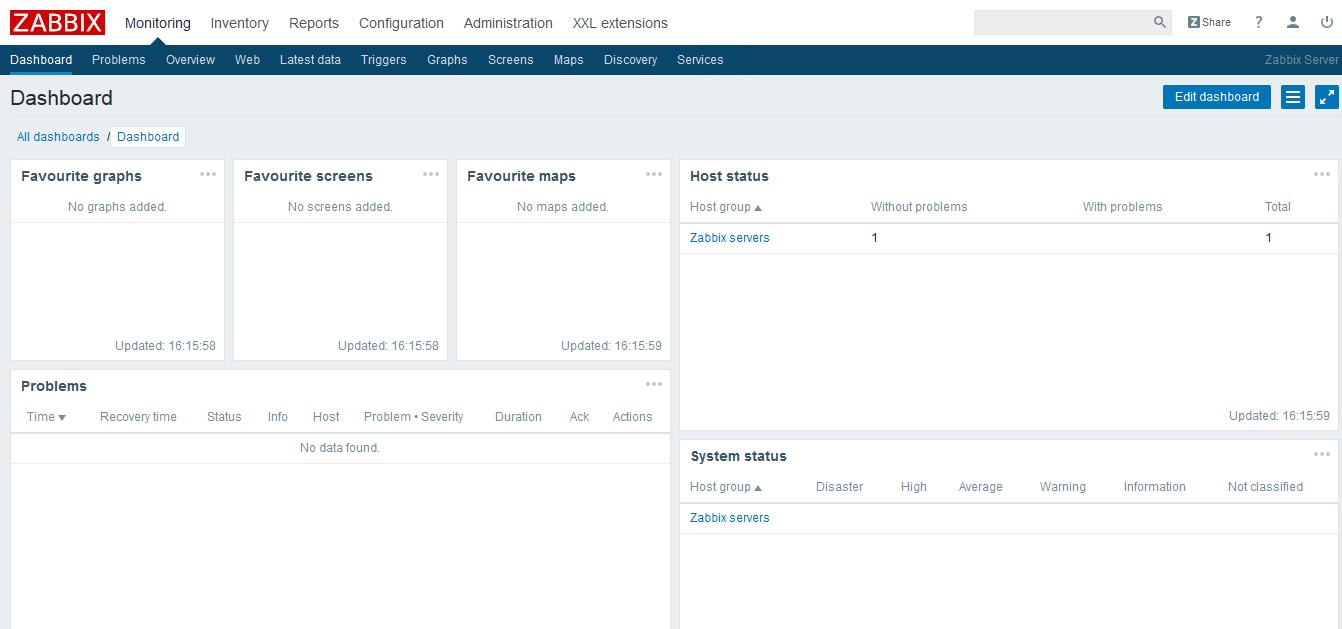 ZABBIX Monitoring Inventory Reports Configuration Administration XXL extensions Z Share ?
Dashboard Problems Overview Web Latest data Triggers Graphs Screens Maps Discovery Services Zabbix Server
Dashboard Edit dashboard
All dashboards / Dashboard
Favourite graphs
No graphs added.
Updated: 16:15:58
Favourite screens
No screens added.
Updated: 16:15:58
Favourite maps
No maps added.
Updated: 16:15:59
Host status
Host group ▲ Without problems With problems Total
Zabbix servers 1 1
Updated: 16:15:59
Problems
Time ▼ Recovery time Status Info Host Problem • Severity Duration Ack Actions
No data found.
System status
Host group ▲ Disaster High Average Warning Information Not classified
Zabbix servers